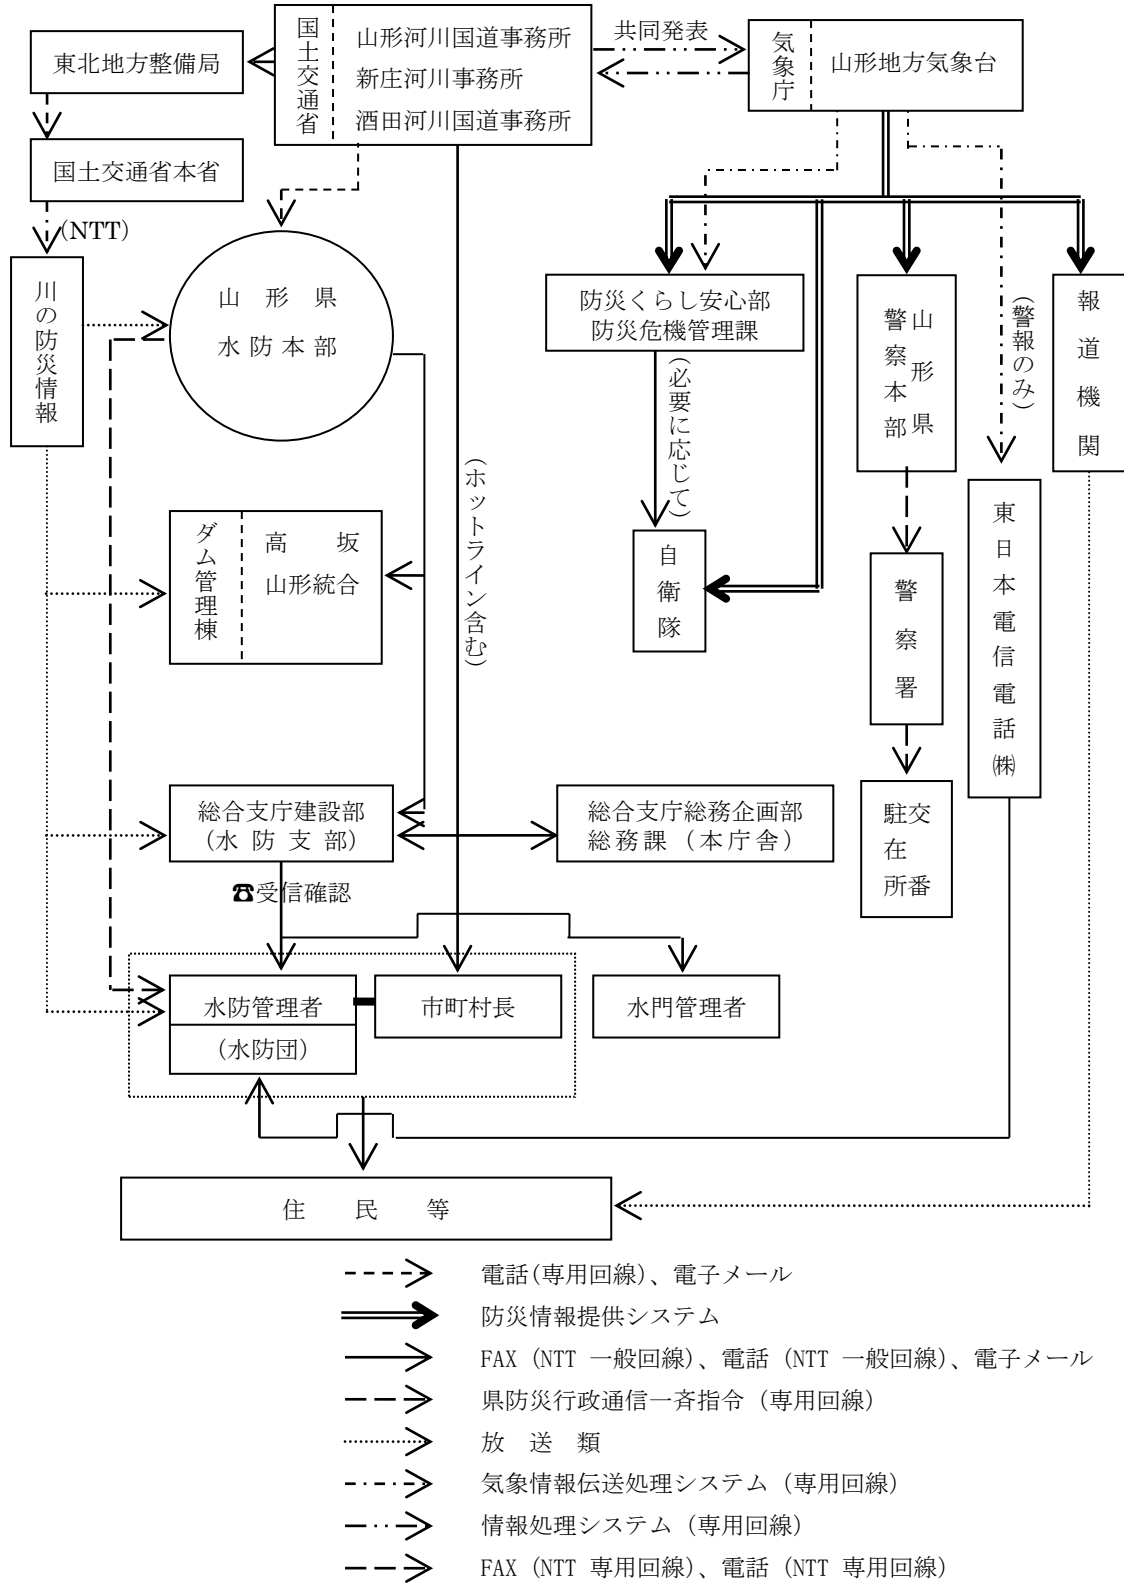 国土交通省
山形河川国道事務所
新庄河川事務所
酒田河川国道事務所
共同発表
気象庁
山形地方気象台
東北地方整備局
国土交通省本省
(NTT)
川の防災情報
山 形 県
水 防 本 部
防災くらし安心部
防災危機管理課
(必要に応じて)
山形県
警察本部
(警報のみ)
報道機関
(ホットライン含む)
ダム管理棟
高 坂
山形統合
自衛隊
警察署
東日本電信電話㈱
総合支庁建設部
(水 防 支 部)
総合支庁総務企画部
総務課 (本庁舎)
交番
駐在所
☎受信確認
水防管理者
(水防団)
市町村長
水門管理者
住 民 等
電話(専用回線)、電子メール
防災情報提供システム
FAX (NTT 一般回線)、電話 (NTT 一般回線)、電子メール
県防災行政通信一斉指令 (専用回線)
放 送 類
気象情報伝送処理システム (専用回線)
情報処理システム (専用回線)
FAX (NTT 専用回線)、電話 (NTT 専用回線)